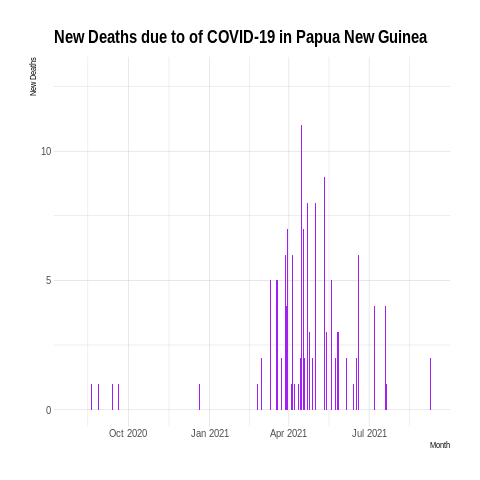 New Deaths due to of COVID-19 in Papua New Guinea
New Deaths
10
5
0
Oct 2020 Jan 2021 Apr 2021 Jul 2021
Month